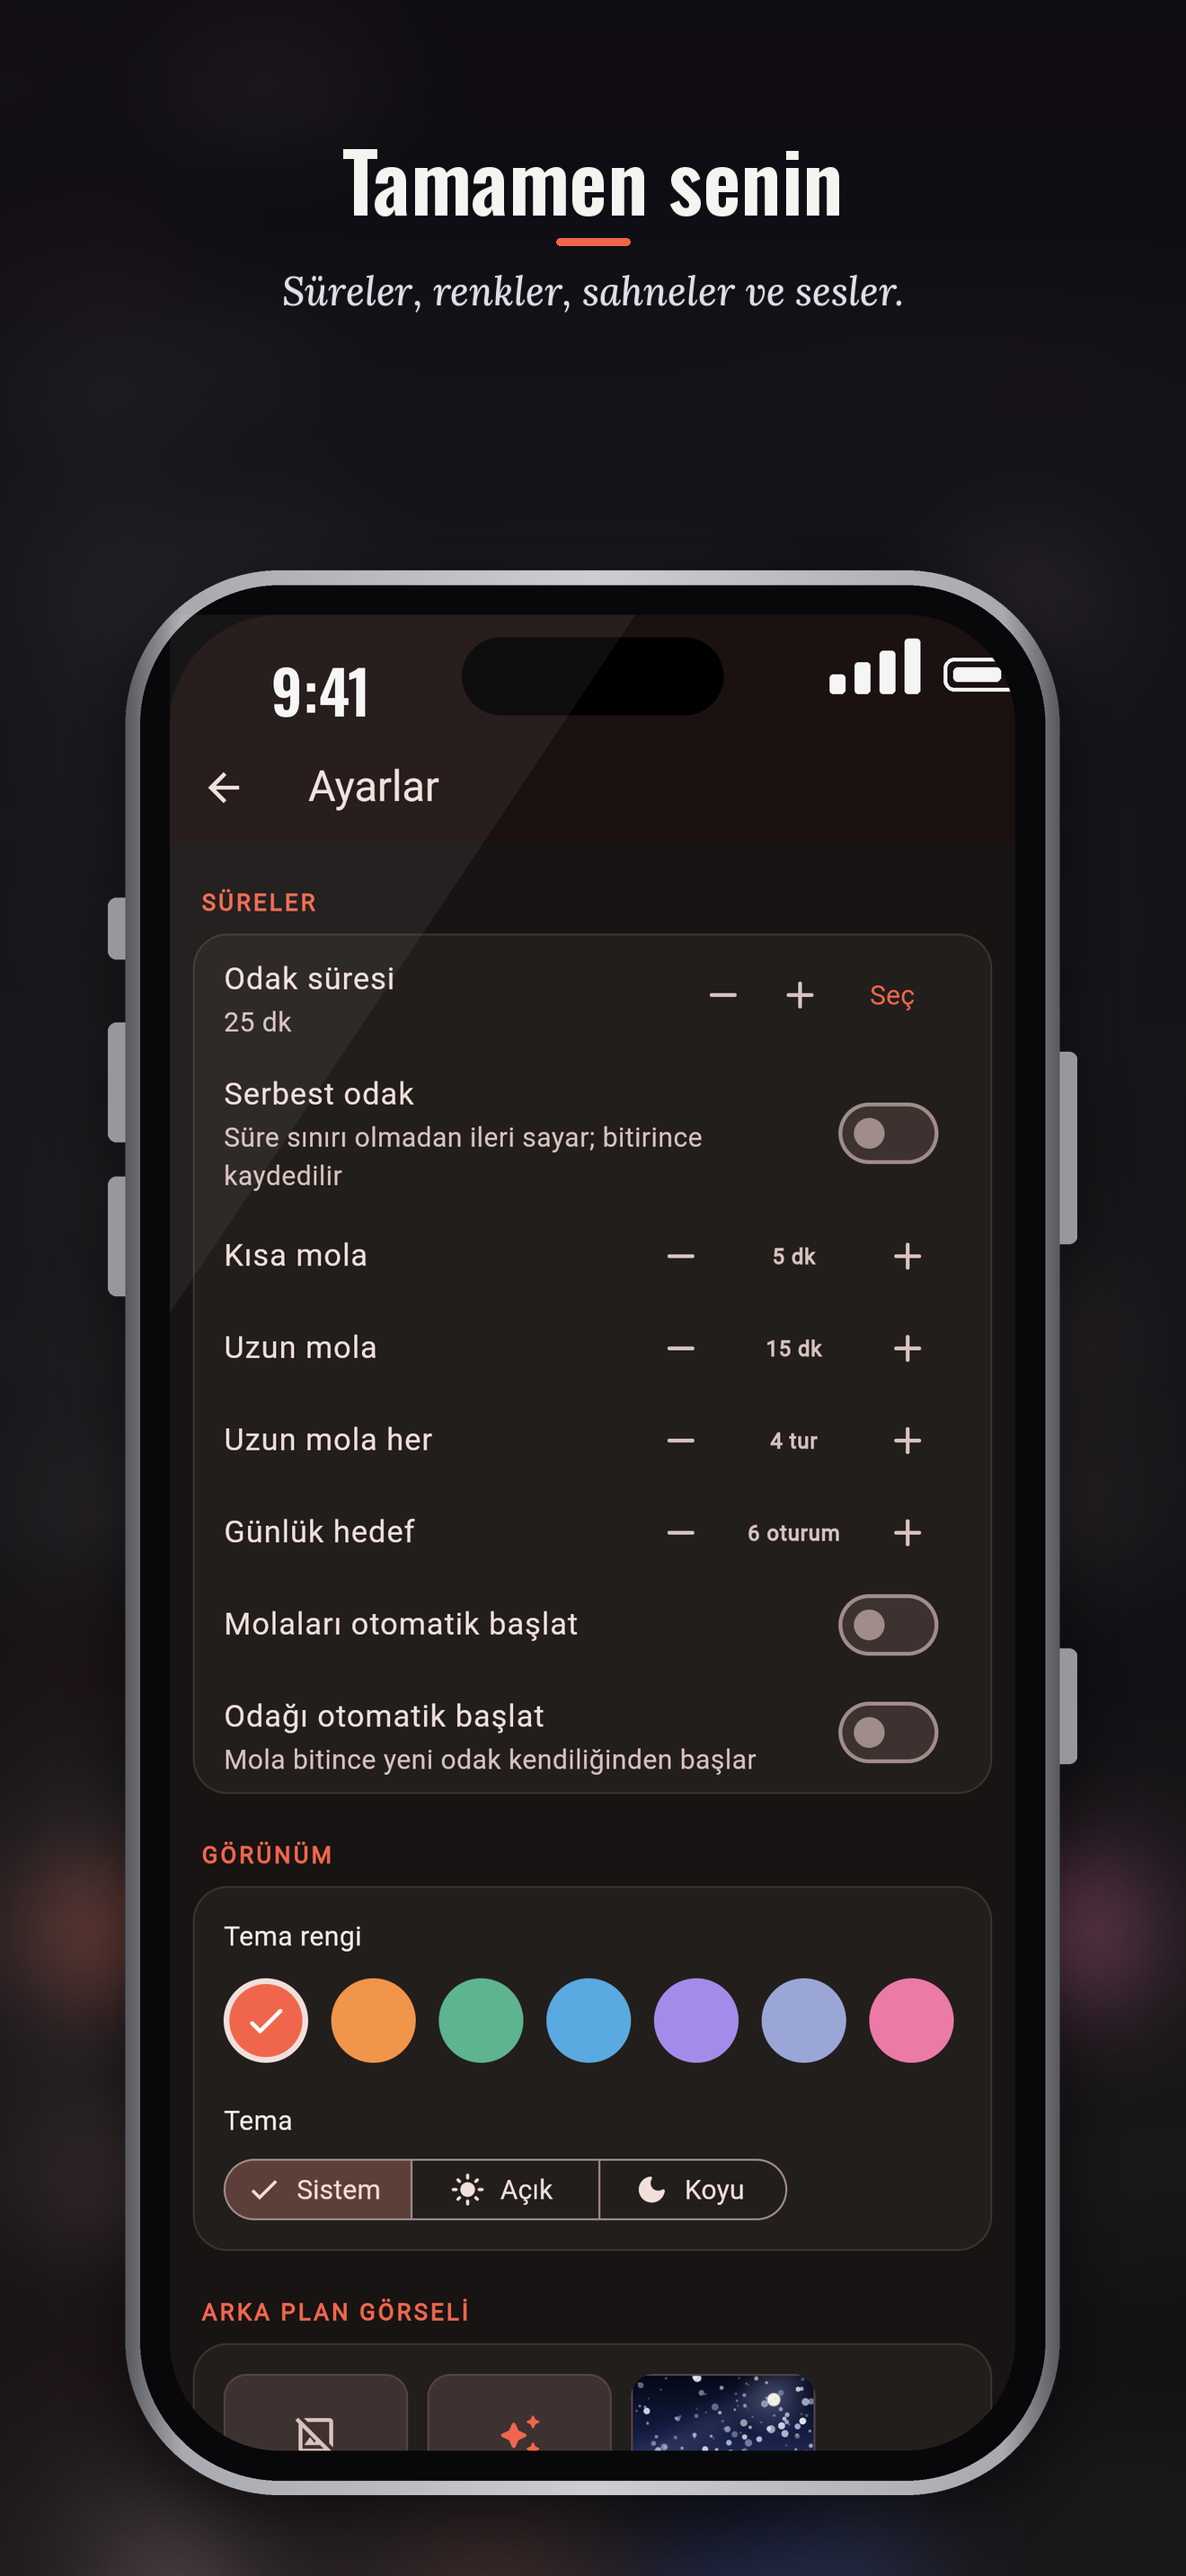 Tamamen senin
Süreler, renkler, sahneler ve sesler.
9:41
Ayarlar
SÜRELER
Odak süresi
25 dk
Seç
Serbest odak
Süre sınırı olmadan ileri sayar; bitirince
kaydedilir
Kısa mola
5 dk
Uzun mola
15 dk
Uzun mola her
4 tur
Günlük hedef
6 oturum
Molaları otomatik başlat
Odağı otomatik başlat
Mola bitince yeni odak kendiliğinden başlar
GÖRÜNÜM
Tema rengi
Tema
Sistem
Açık
Koyu
ARKA PLAN GÖRSELİ